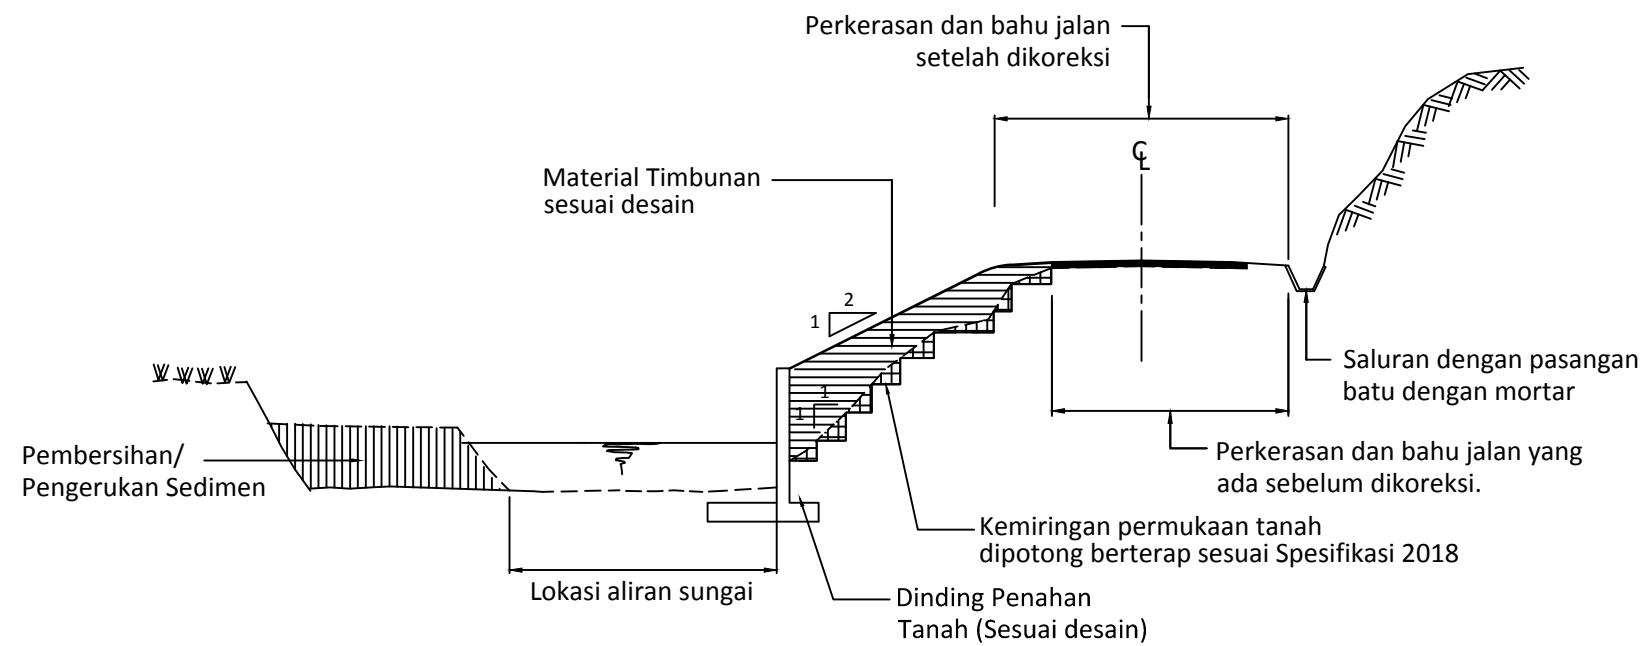 Perkerasan dan bahu jalan
setelah dikoreksi
℄
Material Timbunan
sesuai desain
2
1
Saluran dengan pasangan
batu dengan mortar
1
1
Pembersihan/
Pengerukan Sedimen
Perkerasan dan bahu jalan yang
ada sebelum dikoreksi.
Kemiringan permukaan tanah
dipotong berterap sesuai Spesifikasi 2018
Lokasi aliran sungai
Dinding Penahan
Tanah (Sesuai desain)